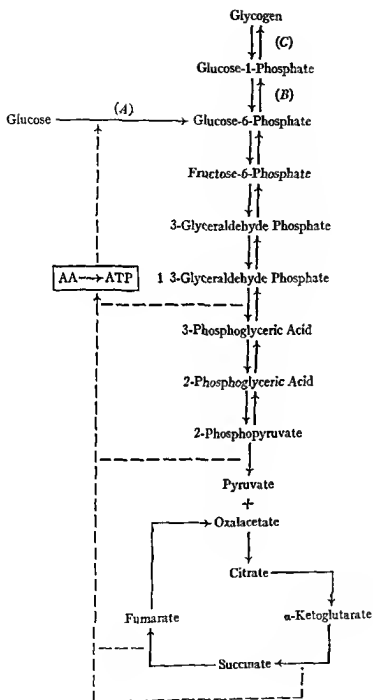 Glycogen
(C)
Glucose-1-Phosphate
(B)
(A)
Glucose
Glucose-6-Phosphate
Fructose-6-Phosphate
3-Glyceraldehyde Phosphate
AA→ATP
1 3-Glyceraldehyde Phosphate
3-Phosphoglyceric Acid
2-Phosphoglyceric Acid
2-Phosphopyruvate
Pyruvate
+
Oxalacetate
Citrate
Fumarate
α-Ketoglutarate
Succinate